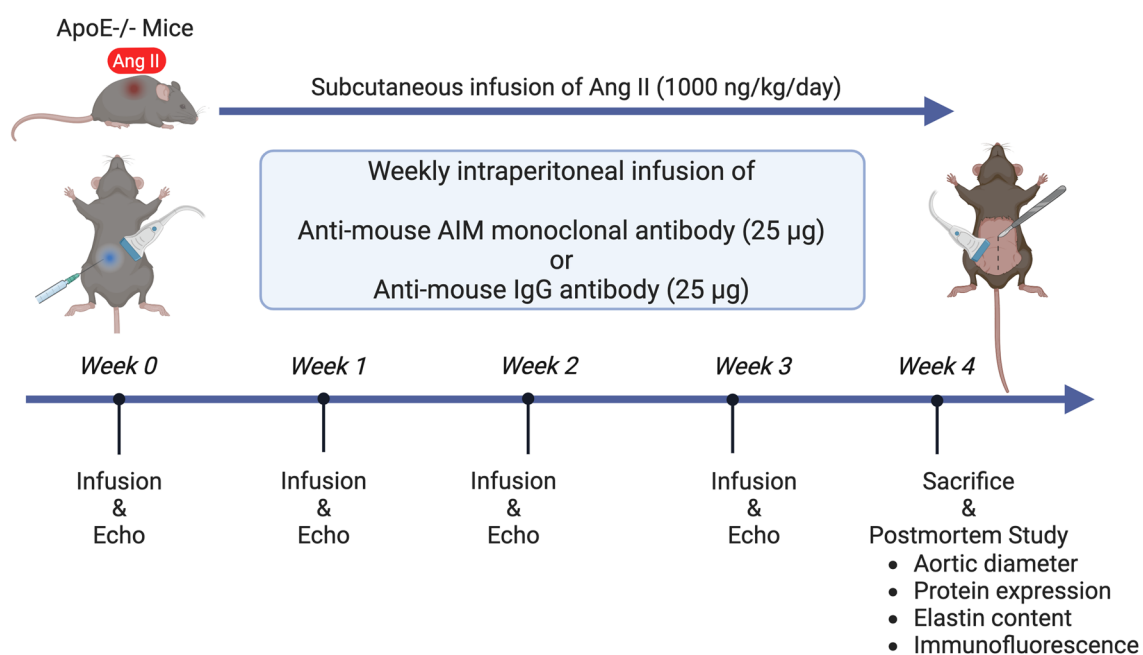 ApoE-/- Mice
Ang II
Subcutaneous infusion of Ang II (1000 ng/kg/day)
Weekly intraperitoneal infusion of
Anti-mouse AIM monoclonal antibody (25 µg)
or
Anti-mouse IgG antibody (25 µg)
Week 0
Week 1
Week 2
Week 3
Week 4
Infusion
&
Echo
Infusion
&
Echo
Infusion
&
Echo
Infusion
&
Echo
Sacrifice
&
Postmortem Study
• Aortic diameter
• Protein expression
• Elastin content
• Immunofluorescence